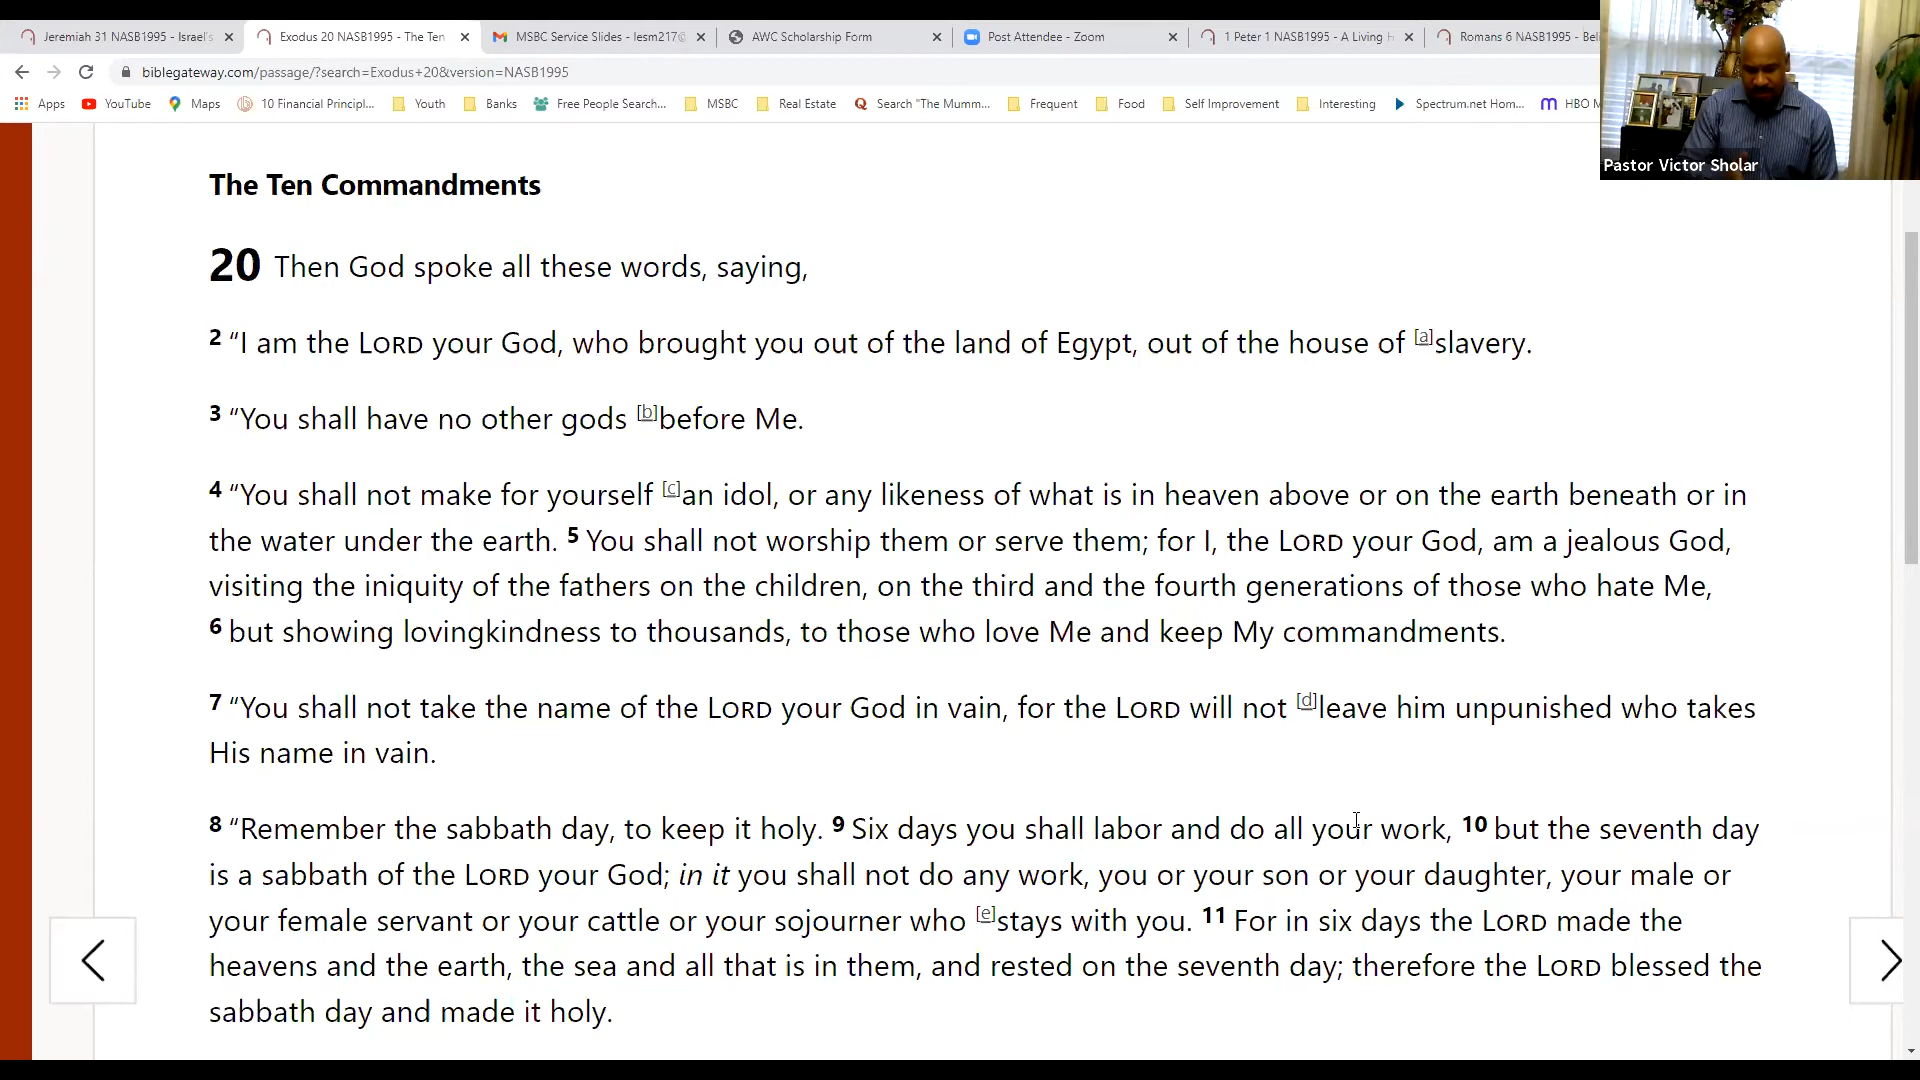 Jeremiah 31 NASB1995 - Israel's
Exodus 20 NASB1995 - The Ten
MSBC Service Slides - lesm217@
AWC Scholarship Form
Post Attendee - Zoom
1 Peter 1 NASB1995 - A Living H
Romans 6 NASB1995 - Beli
biblegateway.com/passage/?search=Exodus+20&version=NASB1995
Apps YouTube Maps 10 Financial Principl... Youth Banks Free People Search... MSBC Real Estate Search "The Mumm... Frequent Food Self Improvement Interesting Spectrum.net Hom... HBO M
Pastor Victor Sholar
The Ten Commandments
20 Then God spoke all these words, saying,
2 “I am the LORD your God, who brought you out of the land of Egypt, out of the house of [a]slavery.
3 “You shall have no other gods [b]before Me.
4 “You shall not make for yourself [c]an idol, or any likeness of what is in heaven above or on the earth beneath or in
the water under the earth. 5 You shall not worship them or serve them; for I, the LORD your God, am a jealous God,
visiting the iniquity of the fathers on the children, on the third and the fourth generations of those who hate Me,
6 but showing lovingkindness to thousands, to those who love Me and keep My commandments.
7 “You shall not take the name of the LORD your God in vain, for the LORD will not [d]leave him unpunished who takes
His name in vain.
8 “Remember the sabbath day, to keep it holy. 9 Six days you shall labor and do all your work, 10 but the seventh day
is a sabbath of the LORD your God; in it you shall not do any work, you or your son or your daughter, your male or
your female servant or your cattle or your sojourner who [e]stays with you. 11 For in six days the LORD made the
heavens and the earth, the sea and all that is in them, and rested on the seventh day; therefore the LORD blessed the
sabbath day and made it holy.